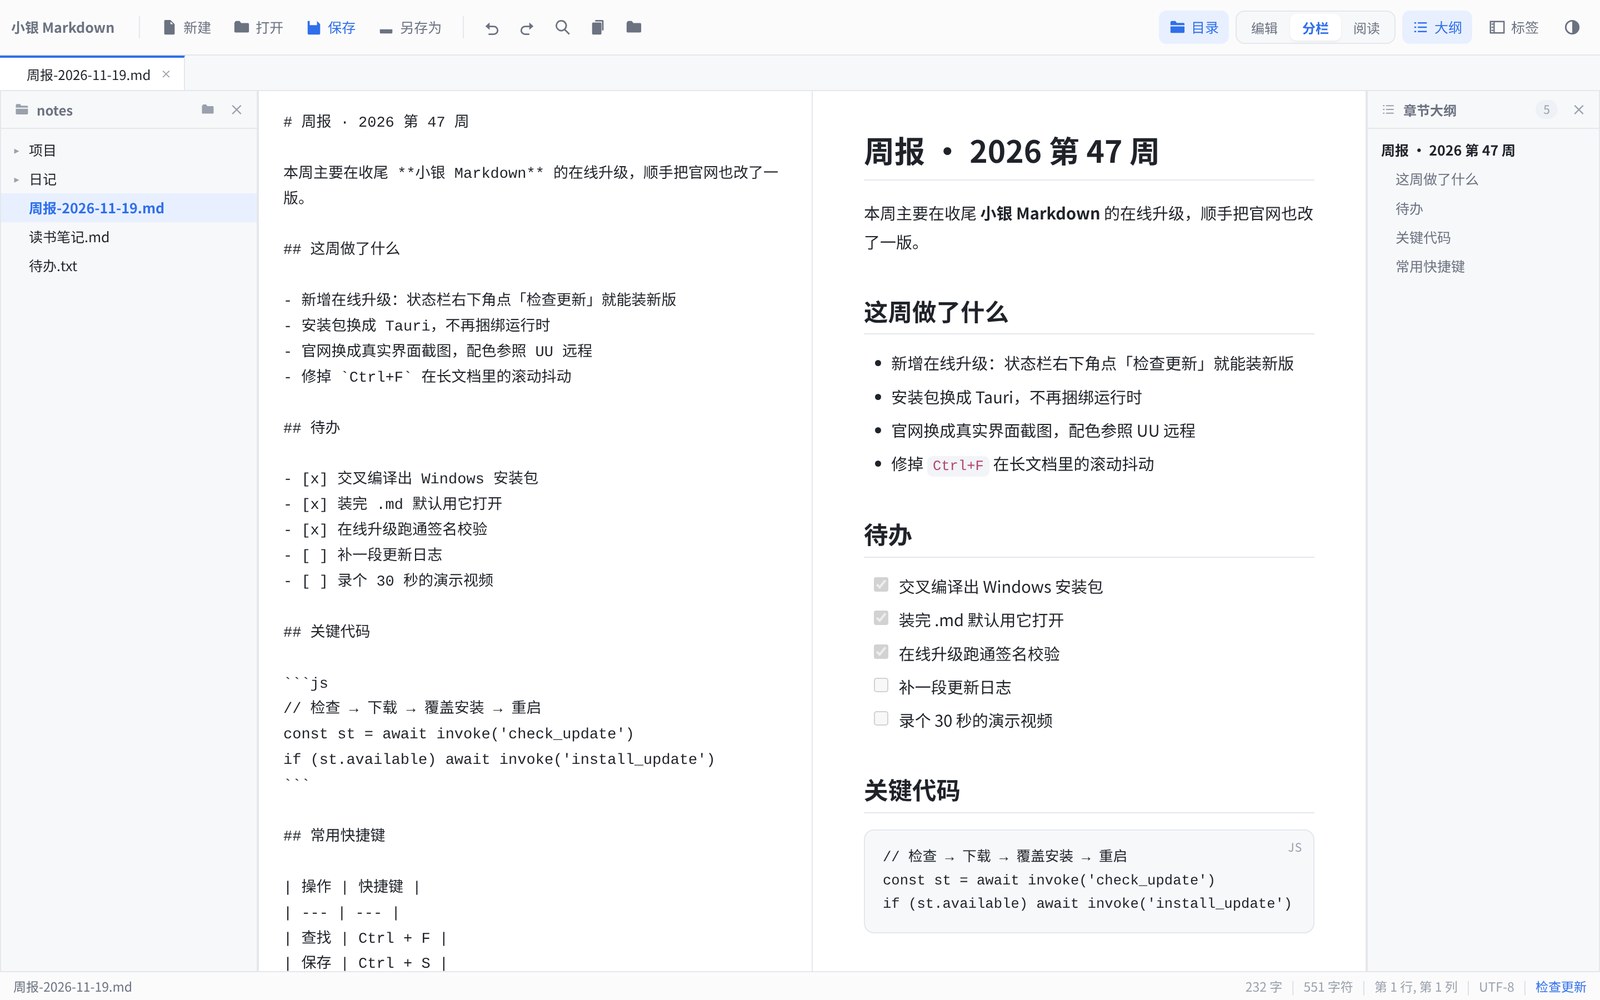 小银 Markdown 新建 打开 保存 另存为 目录 编辑 分栏 阅读 大纲 标签
周报-2026-11-19.md ×
notes
项目
日记
周报-2026-11-19.md
读书笔记.md
待办.txt
# 周报 · 2026 第 47 周
本周主要在收尾 **小银 Markdown** 的在线升级，顺手把官网也改了一
版。
## 这周做了什么
- 新增在线升级：状态栏右下角点「检查更新」就能装新版
- 安装包换成 Tauri，不再捆绑运行时
- 官网换成真实界面截图，配色参照 UU 远程
- 修掉 `Ctrl+F` 在长文档里的滚动抖动
## 待办
- [x] 交叉编译出 Windows 安装包
- [x] 装完 .md 默认用它打开
- [x] 在线升级跑通签名校验
- [ ] 补一段更新日志
- [ ] 录个 30 秒的演示视频
## 关键代码
```js
// 检查 → 下载 → 覆盖安装 → 重启
const st = await invoke('check_update')
if (st.available) await invoke('install_update')
```
## 常用快捷键
| 操作 | 快捷键 |
| --- | --- |
| 查找 | Ctrl + F |
| 保存 | Ctrl + S |
周报 · 2026 第 47 周
本周主要在收尾 小银 Markdown 的在线升级，顺手把官网也改
了一版。
这周做了什么
• 新增在线升级：状态栏右下角点「检查更新」就能装新版
• 安装包换成 Tauri，不再捆绑运行时
• 官网换成真实界面截图，配色参照 UU 远程
• 修掉 Ctrl+F 在长文档里的滚动抖动
待办
交叉编译出 Windows 安装包
装完 .md 默认用它打开
在线升级跑通签名校验
补一段更新日志
录个 30 秒的演示视频
关键代码
JS
// 检查 → 下载 → 覆盖安装 → 重启
const st = await invoke('check_update')
if (st.available) await invoke('install_update')
章节大纲 5
周报 · 2026 第 47 周
这周做了什么
待办
关键代码
常用快捷键
周报-2026-11-19.md 232 字 551 字符 第 1 行, 第 1 列 UTF-8 检查更新